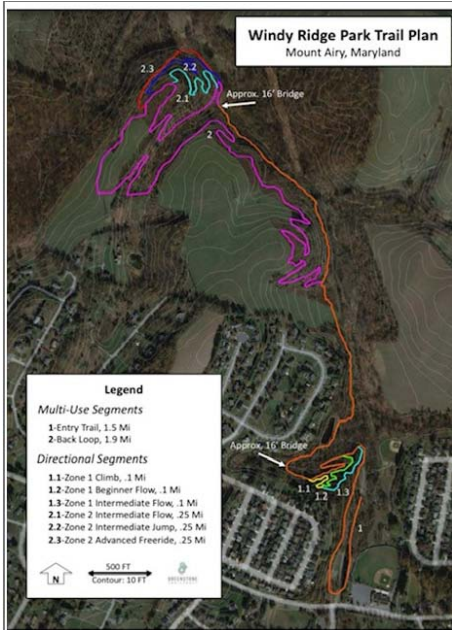 Windy Ridge Park Trail Plan
Mount Airy, Maryland
2.3
2.2
2.1
Approx. 16' Bridge
2
Legend
Multi-Use Segments
1-Entry Trail, 1.5 Mi
2-Back Loop, 1.9 Mi
Directional Segments
1.1-Zone 1 Climb, .1 Mi
1.2-Zone 1 Beginner Flow, .1 Mi
1.3-Zone 1 Intermediate Flow, .1 Mi
2.1-Zone 2 Intermediate Flow, .25 Mi
2.2-Zone 2 Intermediate Jump, .25 Mi
2.3-Zone 2 Advanced Freeride, .25 Mi
N
500 FT
Contour: 10 FT
GREENSTONE
Approx. 16' Bridge
1.1
1.2
1.3
1